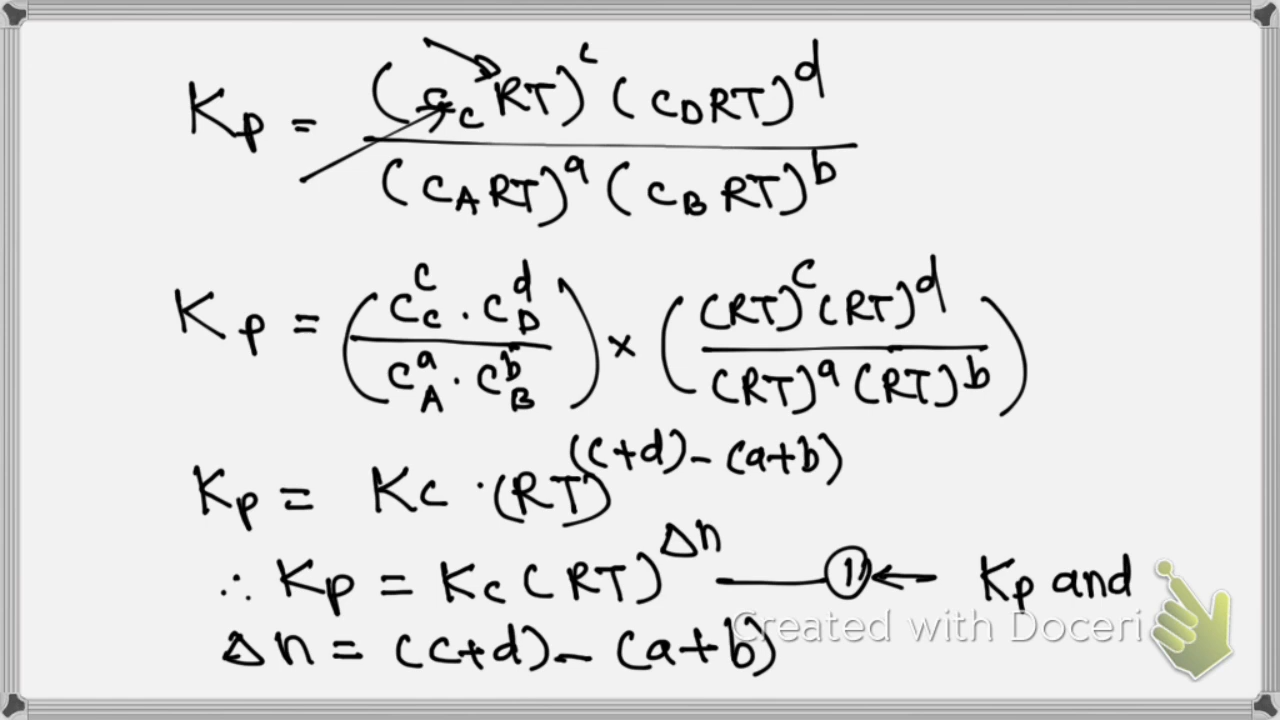 Kp = (C_C RT)^c (C_D RT)^d / (C_A RT)^a (C_B RT)^b
Kp = (C_C^c · C_D^d / C_A^a · C_B^b) × ((RT)^c (RT)^d / (RT)^a (RT)^b)
Kp = Kc · (RT)^(c+d)-(a+b)
∴ Kp = Kc (RT)^Δn —— ① ← Kp and
Created with Doceri
Δn = (c+d) - (a+b)